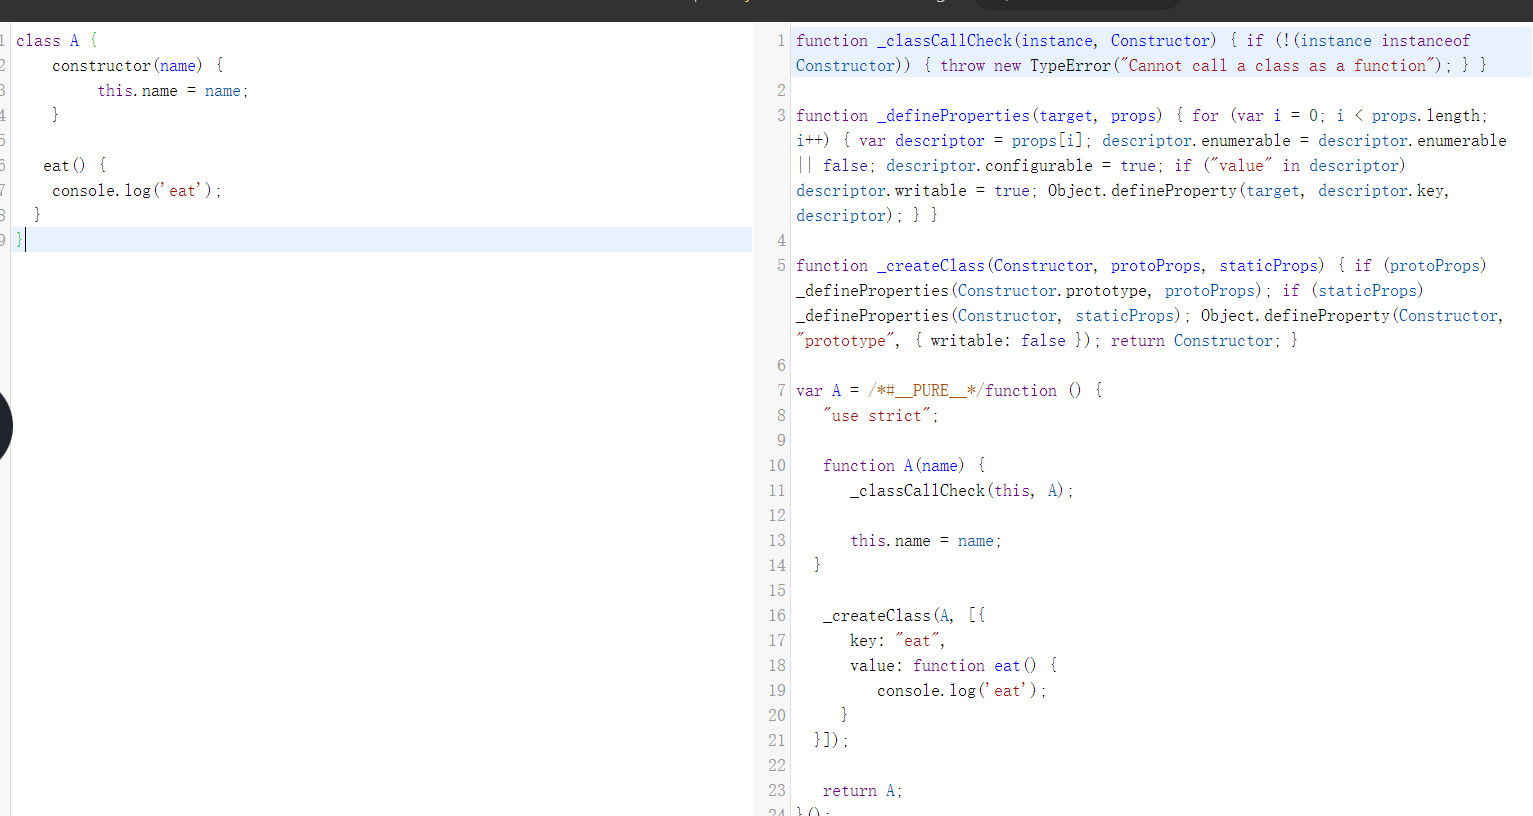 1 class A {
2 constructor(name) {
3 this.name = name;
4 }
5
6 eat() {
7 console.log('eat');
8 }
9 }
1 function _classCallCheck(instance, Constructor) { if (!(instance instanceof
Constructor)) { throw new TypeError("Cannot call a class as a function"); } }
2
3 function _defineProperties(target, props) { for (var i = 0; i < props.length;
i++) { var descriptor = props[i]; descriptor.enumerable = descriptor.enumerable
|| false; descriptor.configurable = true; if ("value" in descriptor)
descriptor.writable = true; Object.defineProperty(target, descriptor.key,
descriptor); } }
4
5 function _createClass(Constructor, protoProps, staticProps) { if (protoProps)
_defineProperties(Constructor.prototype, protoProps); if (staticProps)
_defineProperties(Constructor, staticProps); Object.defineProperty(Constructor,
"prototype", { writable: false }); return Constructor; }
6
7 var A = /*#__PURE__*/function () {
8 "use strict";
9
10 function A(name) {
11 _classCallCheck(this, A);
12
13 this.name = name;
14 }
15
16 _createClass(A, [{
17 key: "eat",
18 value: function eat() {
19 console.log('eat');
20 }
21 }]);
22
23 return A;
24 }();